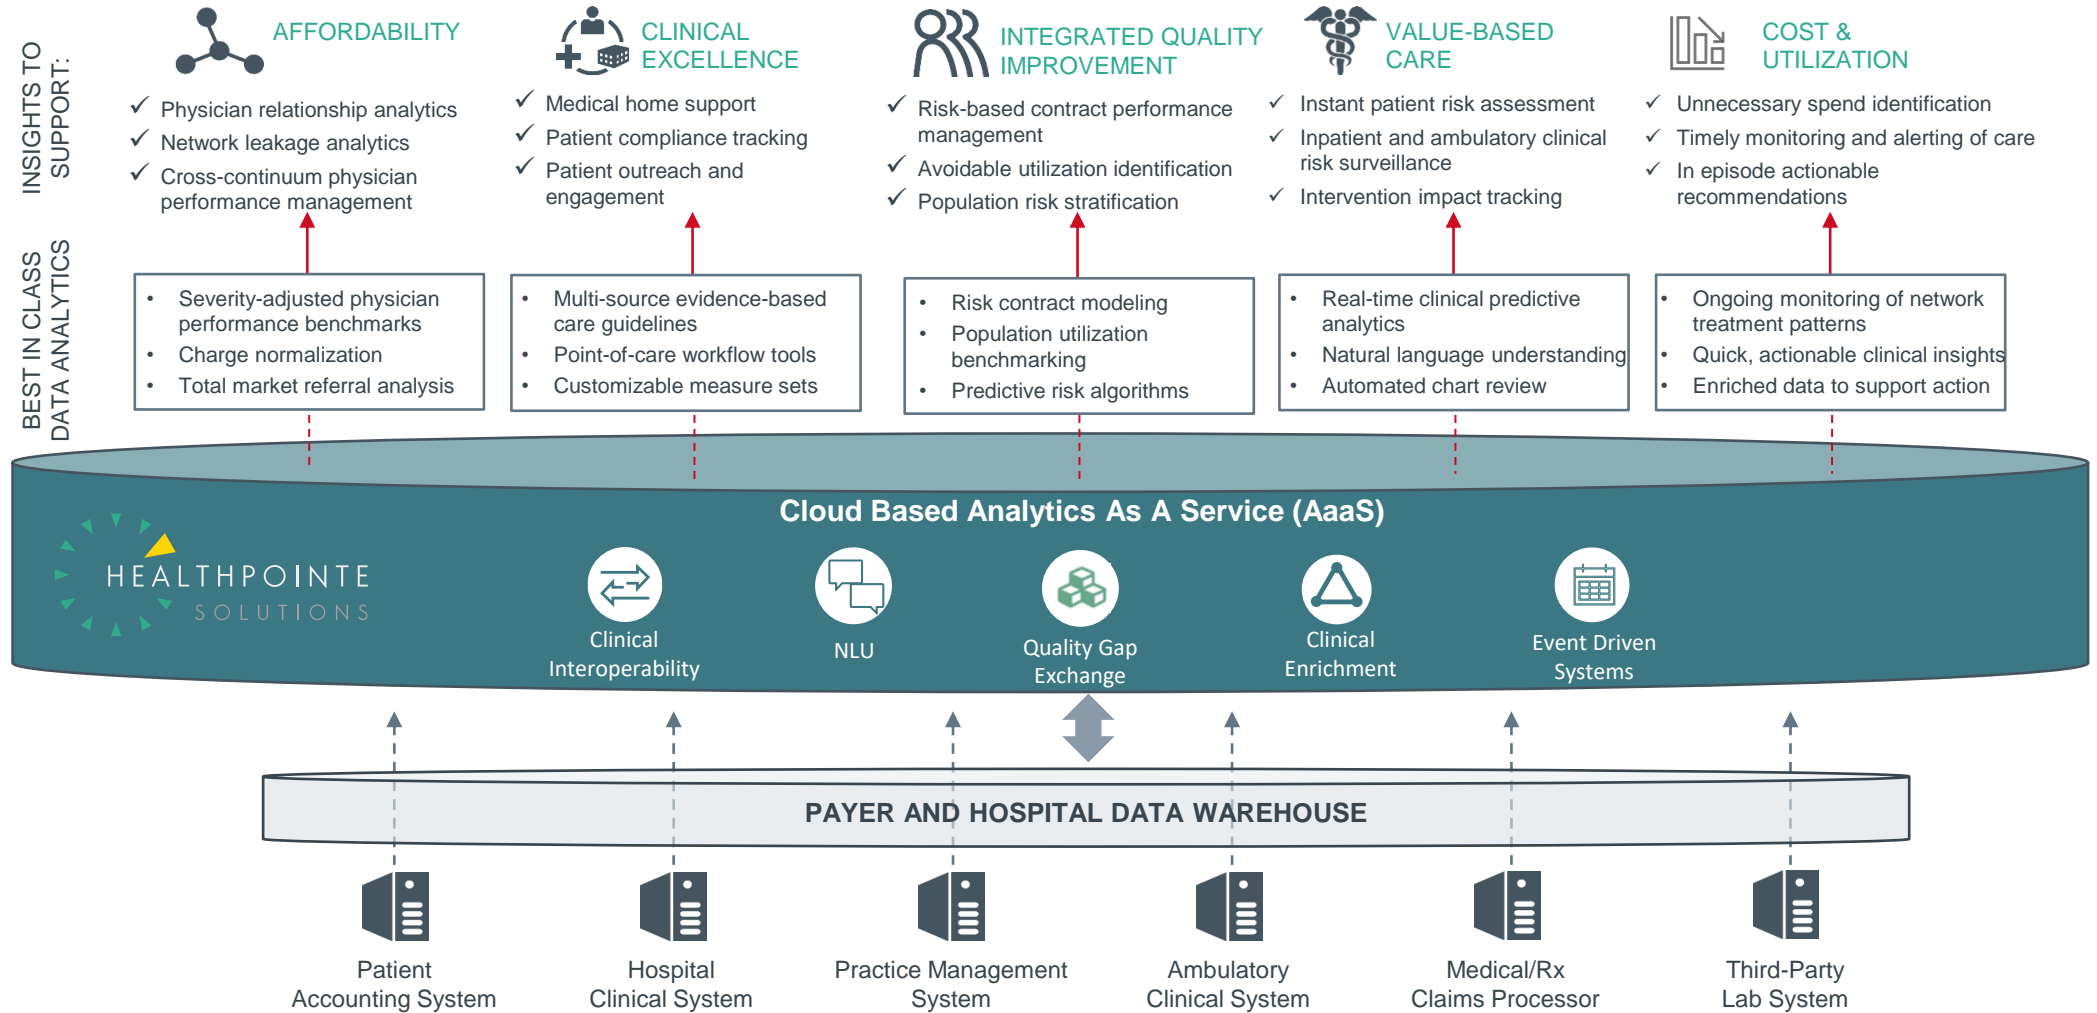 INSIGHTS TO
SUPPORT:
AFFORDABILITY
Physician relationship analytics
Network leakage analytics
Cross-continuum physician
performance management
CLINICAL
EXCELLENCE
Medical home support
Patient compliance tracking
Patient outreach and
engagement
INTEGRATED QUALITY
IMPROVEMENT
Risk-based contract performance
management
Avoidable utilization identification
Population risk stratification
VALUE-BASED
CARE
Instant patient risk assessment
Inpatient and ambulatory clinical
risk surveillance
Intervention impact tracking
COST &
UTILIZATION
Unnecessary spend identification
Timely monitoring and alerting of care
In episode actionable
recommendations
BEST IN CLASS
DATA ANALYTICS
• Severity-adjusted physician
performance benchmarks
• Charge normalization
• Total market referral analysis
• Multi-source evidence-based
care guidelines
• Point-of-care workflow tools
• Customizable measure sets
• Risk contract modeling
• Population utilization
benchmarking
• Predictive risk algorithms
• Real-time clinical predictive
analytics
• Natural language understanding
• Automated chart review
• Ongoing monitoring of network
treatment patterns
• Quick, actionable clinical insights
• Enriched data to support action
Cloud Based Analytics As A Service (AaaS)
HEALTHPOINTE
SOLUTIONS
Clinical
Interoperability
NLU
Quality Gap
Exchange
Clinical
Enrichment
Event Driven
Systems
PAYER AND HOSPITAL DATA WAREHOUSE
Patient
Accounting System
Hospital
Clinical System
Practice Management
System
Ambulatory
Clinical System
Medical/Rx
Claims Processor
Third-Party
Lab System